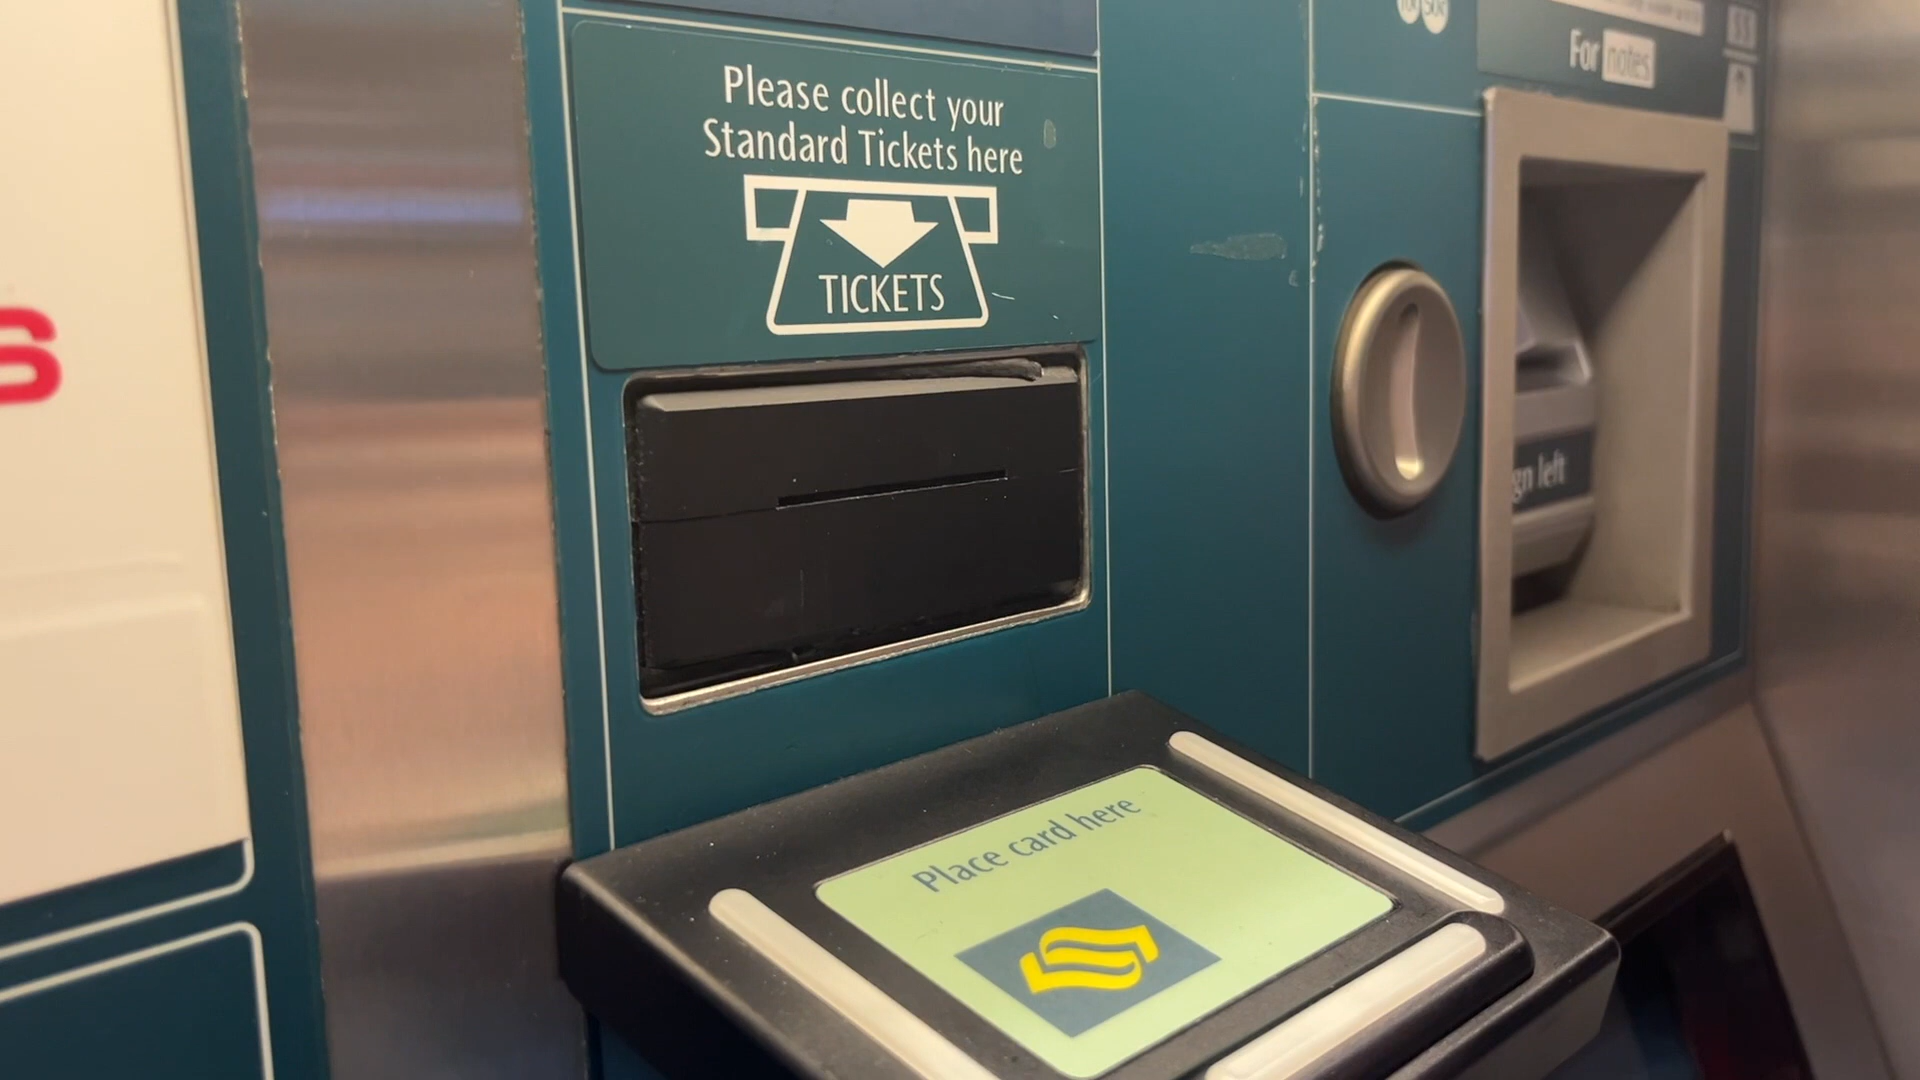 Please collect your
Standard Tickets here
TICKETS
For notes
gn left
Place card here
S